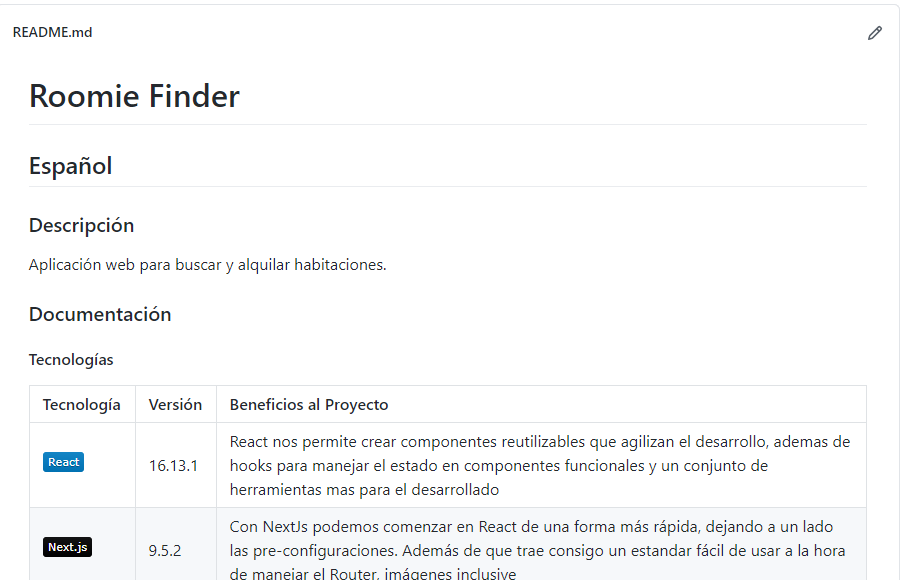 README.md
Roomie Finder
Español
Descripción
Aplicación web para buscar y alquilar habitaciones.
Documentación
Tecnologías
Tecnología Versión Beneficios al Proyecto
React 16.13.1 React nos permite crear componentes reutilizables que agilizan el desarrollo, ademas de
hooks para manejar el estado en componentes funcionales y un conjunto de
herramientas mas para el desarrollado
Next.js 9.5.2 Con NextJs podemos comenzar en React de una forma más rápida, dejando a un lado
las pre-configuraciones. Además de que trae consigo un estandar fácil de usar a la hora
de manejar el Router, imágenes inclusive